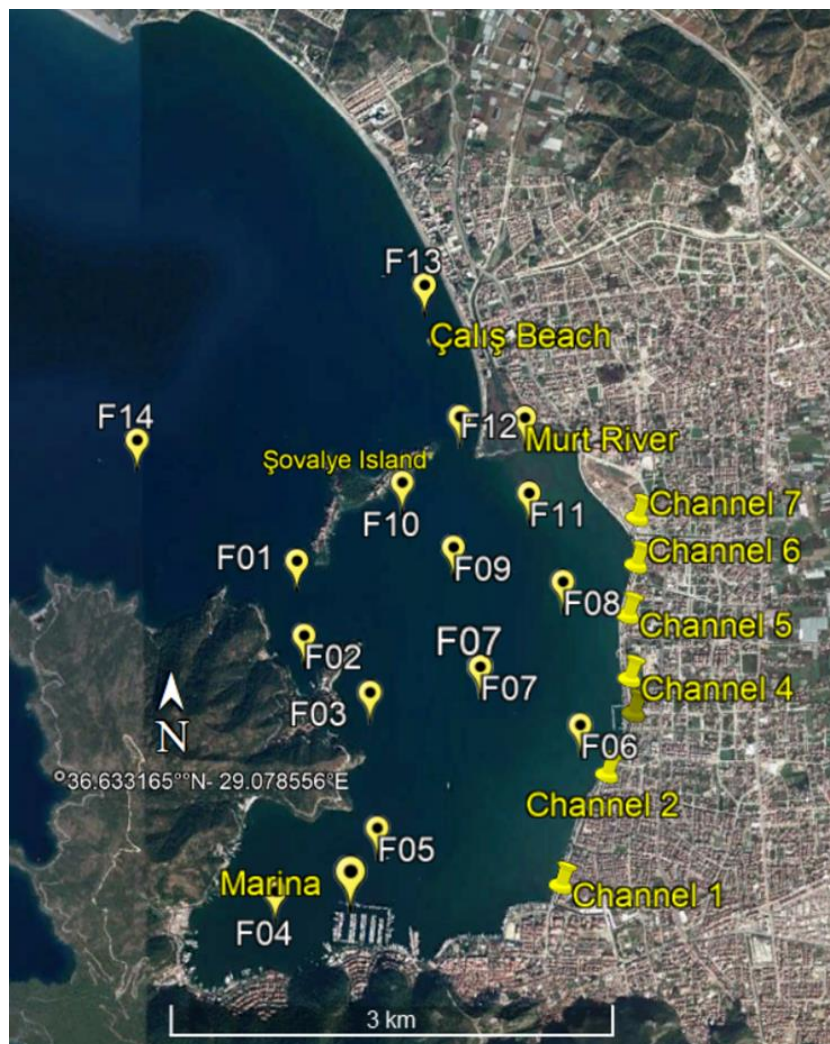 F13
Çalış Beach
F14
F12
Murt River
Şovalye Island
F10
F11
Channel 7
F01
F09
Channel 6
F08
F02
F07
F07
Channel 5
F03
Channel 4
N
F06
36.633165°°N- 29.078556°E
Channel 2
F05
Marina
Channel 1
F04
3 km